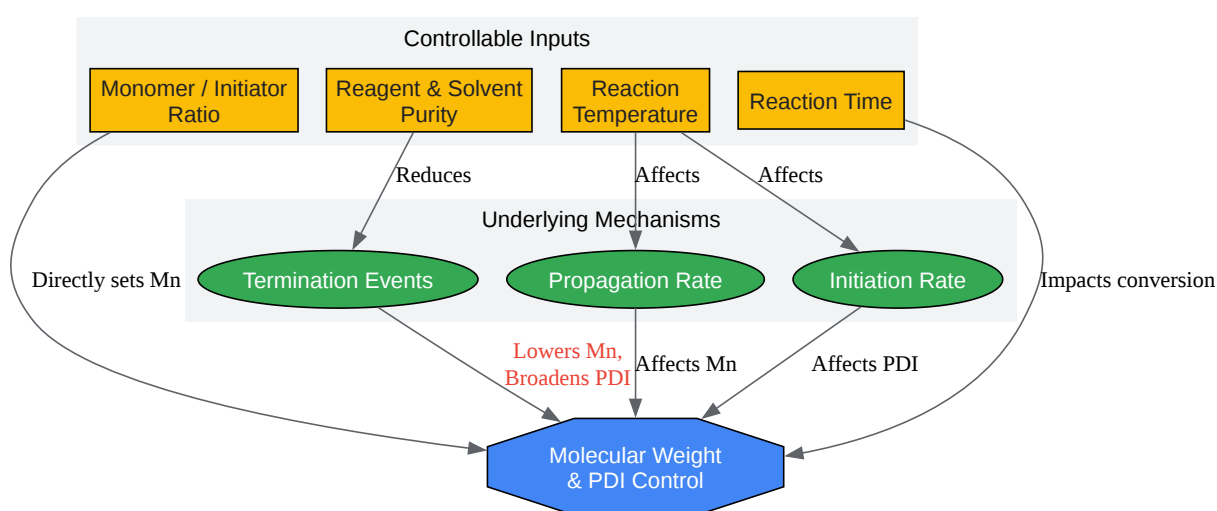 Controllable Inputs
Monomer / Initiator
Ratio
Reagent & Solvent
Purity
Reaction
Temperature
Reaction Time
Reduces
Affects
Affects
Underlying Mechanisms
Directly sets Mn
Termination Events
Propagation Rate
Initiation Rate
Impacts conversion
Lowers Mn,
Broadens PDI
Affects Mn
Affects PDI
Molecular Weight
& PDI Control